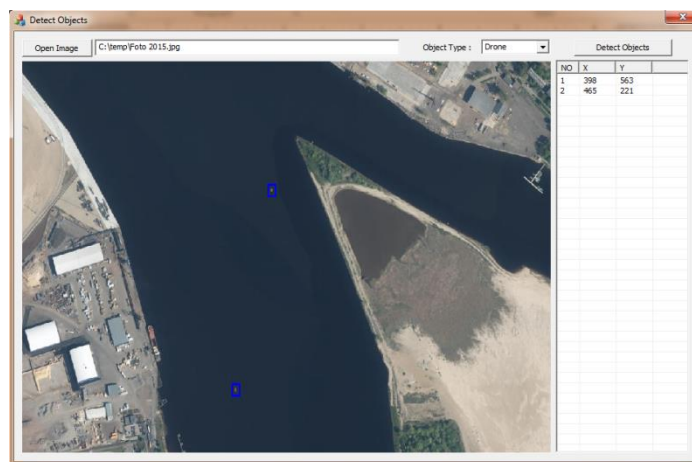 Detect Objects
Open Image C:\temp\Foto 2015.jpg Object Type : Drone Detect Objects
NO X Y
1 398 563
2 465 221